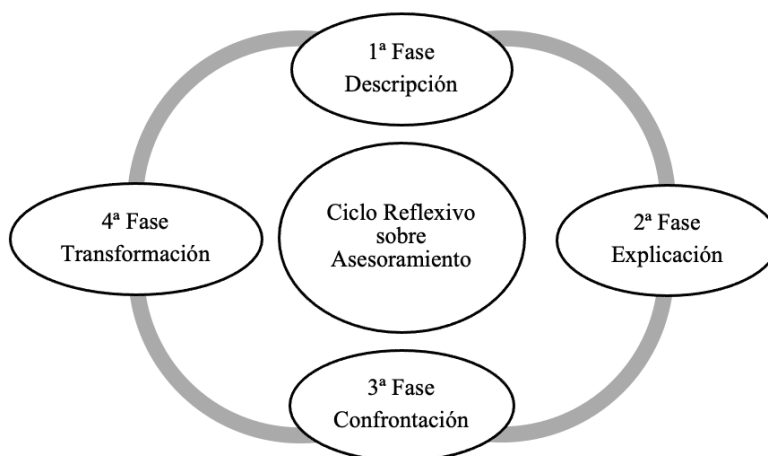 1ª Fase
Descripción
4ª Fase
Transformación
Ciclo Reflexivo
sobre
Asesoramiento
2ª Fase
Explicación
3ª Fase
Confrontación